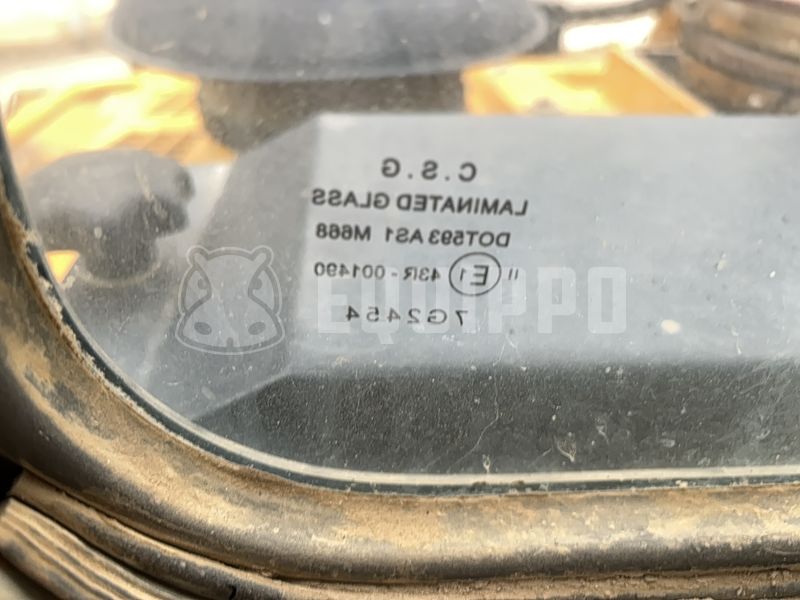 C.S.G
LAMINATED GLASS
DOT593 AS1 M668
II E1 43R-001490
7G2454
EQUIPPO